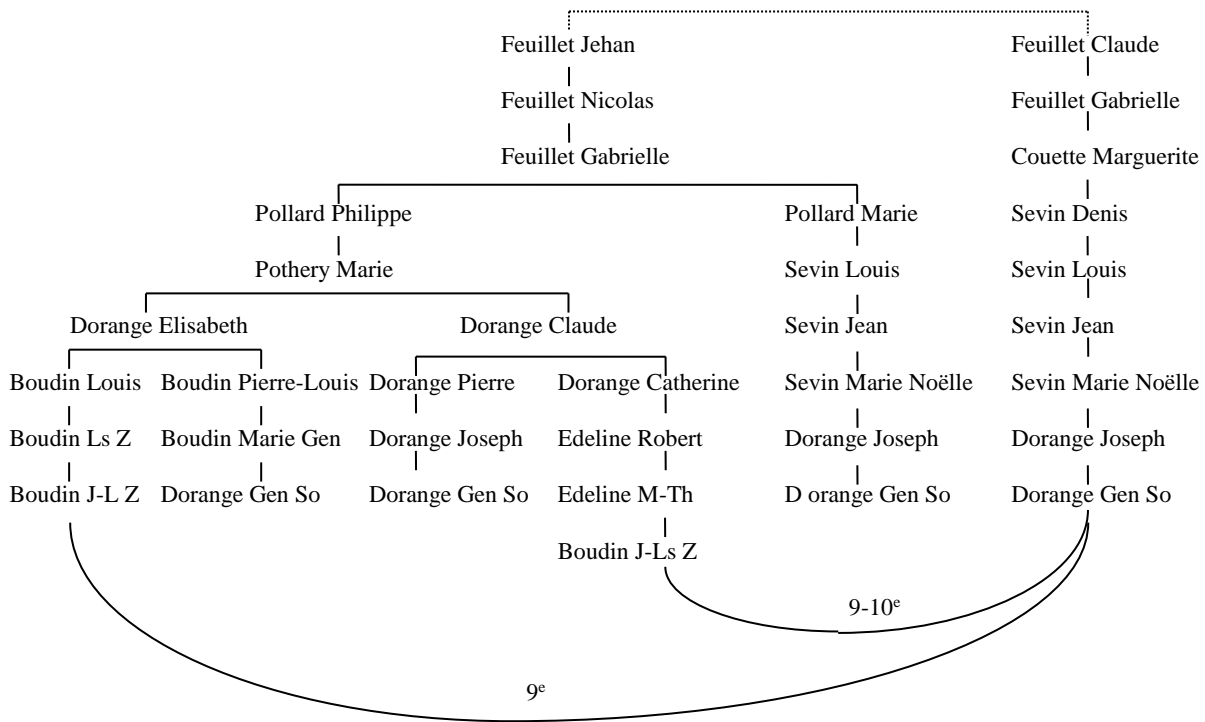 Feuillet Jehan Feuillet Claude
Feuillet Nicolas Feuillet Gabrielle
Feuillet Gabrielle Couette Marguerite
Pollard Philippe Pollard Marie Sevin Denis
Pothery Marie Sevin Louis Sevin Louis
Dorange Elisabeth Dorange Claude Sevin Jean Sevin Jean
Boudin Louis Boudin Pierre-Louis Dorange Pierre Dorange Catherine Sevin Marie Noëlle Sevin Marie Noëlle
Boudin Ls Z Boudin Marie Gen Dorange Joseph Edeline Robert Dorange Joseph Dorange Joseph
Boudin J-L Z Dorange Gen So Dorange Gen So Edeline M-Th D orange Gen So Dorange Gen So
Boudin J-Ls Z
9-10e
9e